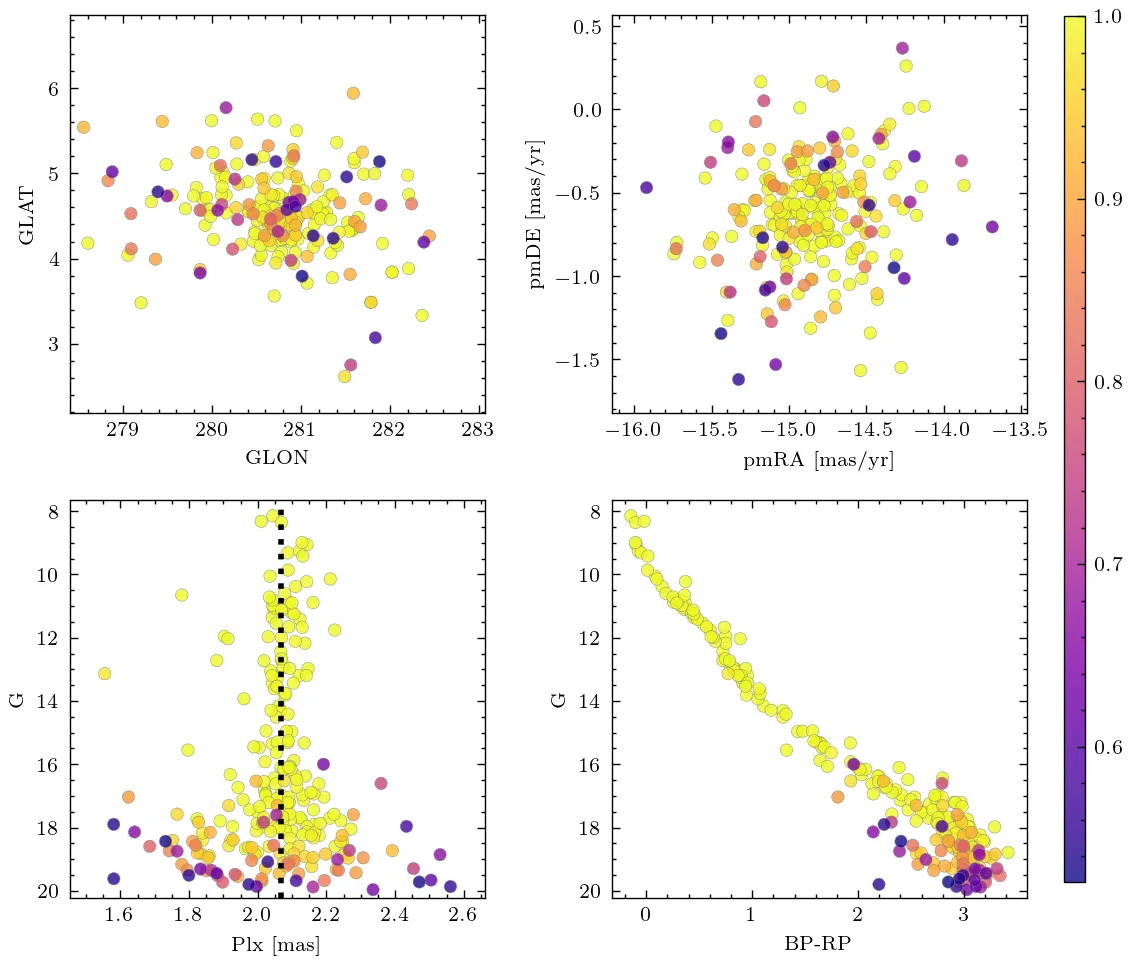 6
5
4
3
GLAT
279 280 281 282 283
GLON
0.5
0.0
−0.5
−1.0
−1.5
pmDE [mas/yr]
−16.0 −15.5 −15.0 −14.5 −14.0 −13.5
pmRA [mas/yr]
8
10
12
14
16
18
20
G
1.6 1.8 2.0 2.2 2.4 2.6
Plx [mas]
8
10
12
14
16
18
20
G
0 1 2 3
BP-RP
1.0
0.9
0.8
0.7
0.6